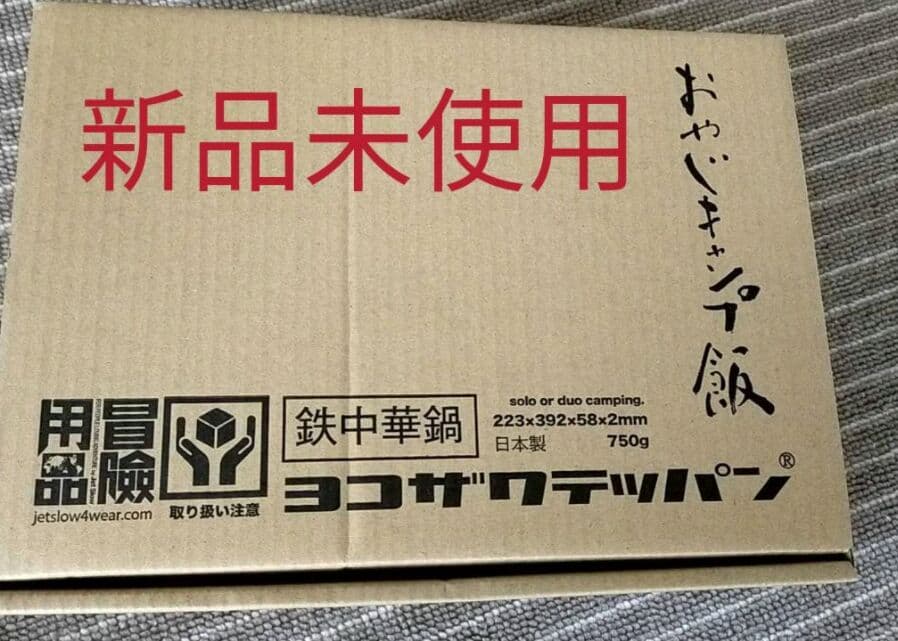 新品未使用
おやじキャンプ飯
冒険
用品
jetslow4wear.com
取り扱い注意
鉄中華鍋
solo or duo camping.
223×392×58×2mm
日本製 750g
ヨコザワテッパン®